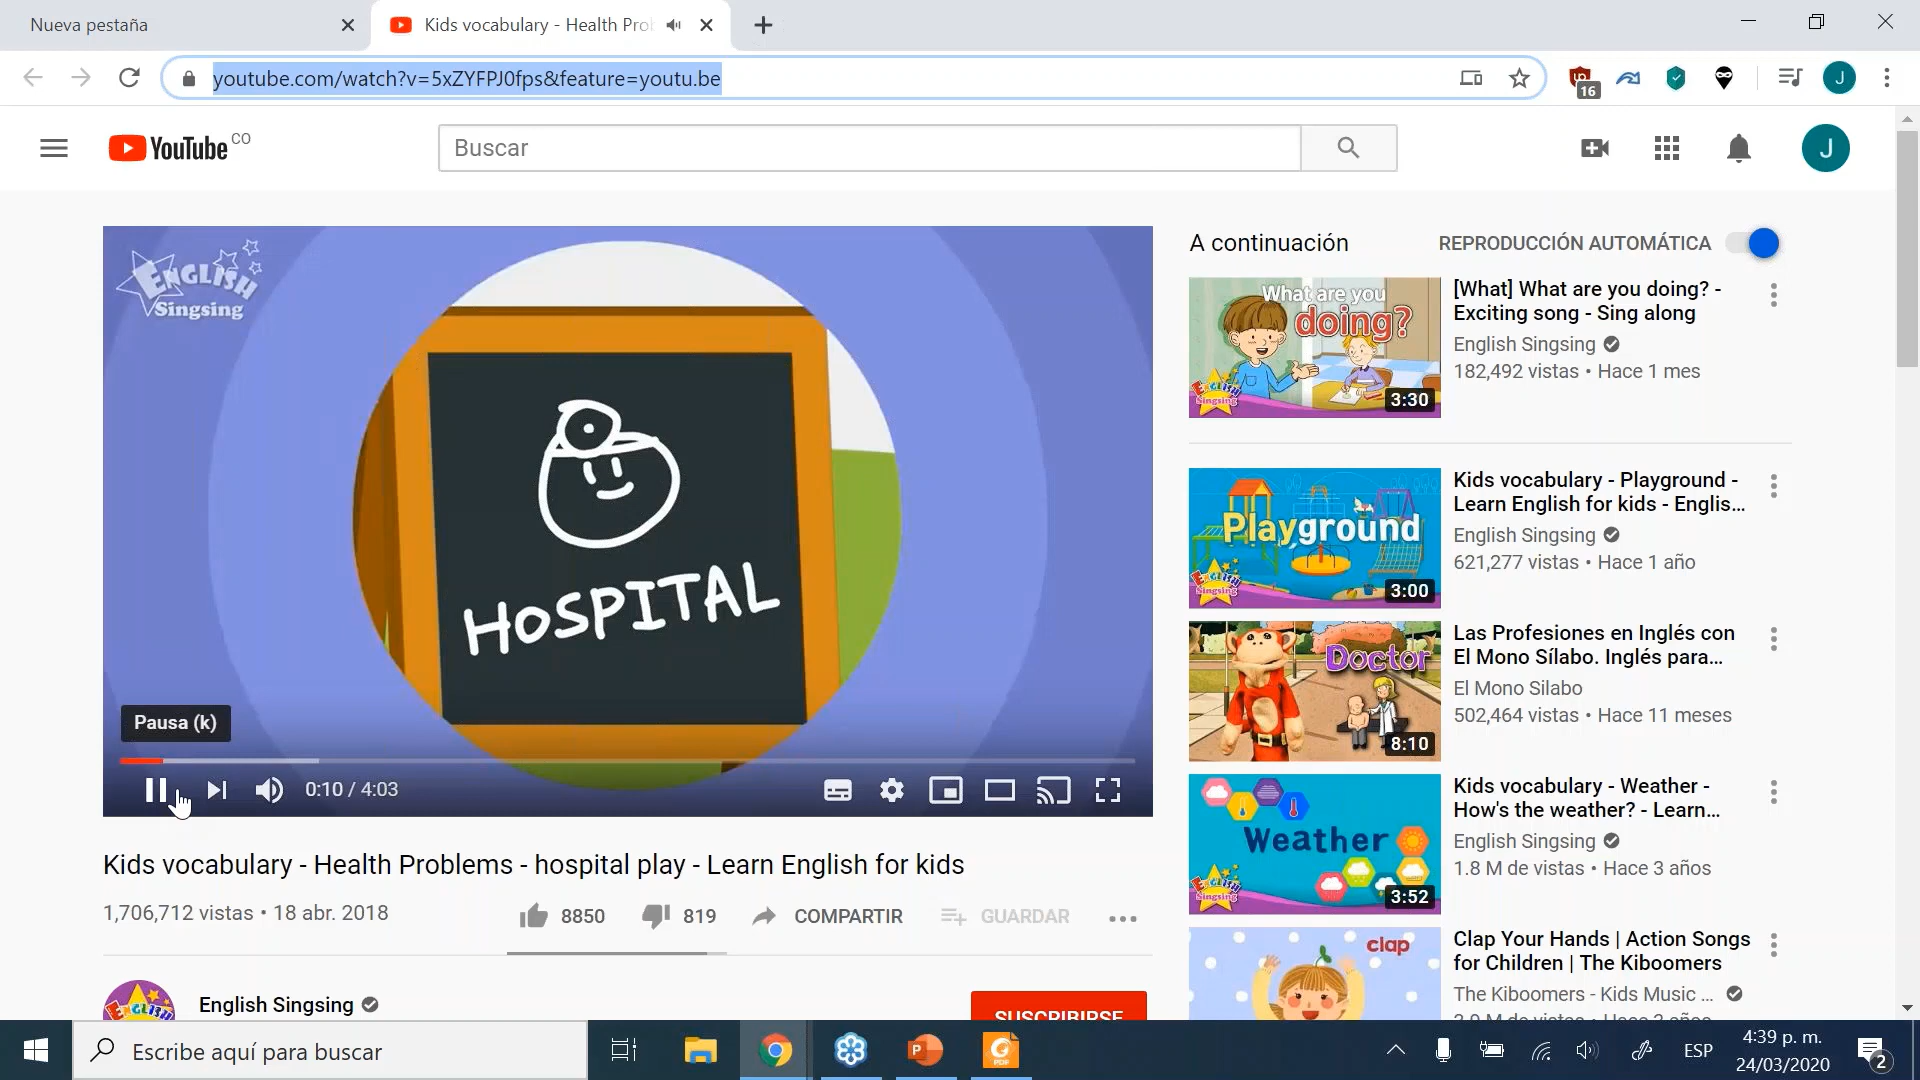 Nueva pestaña
Kids vocabulary - Health Pro
youtube.com/watch?v=5xZYFPJ0fps&feature=youtu.be
16
J
YouTube CO
Buscar
J
ENGLISH
Singsing
HOSPITAL
Pausa (k)
0:10 / 4:03
Kids vocabulary - Health Problems - hospital play - Learn English for kids
1,706,712 vistas • 18 abr. 2018
8850
819
COMPARTIR
GUARDAR
English Singsing
SUSCRIBIRSE
A continuación
REPRODUCCIÓN AUTOMÁTICA
What are you
doing?
English
Singsing
3:30
[What] What are you doing? -
Exciting song - Sing along
English Singsing
182,492 vistas • Hace 1 mes
Playground
English
Singsing
3:00
Kids vocabulary - Playground -
Learn English for kids - Englis...
English Singsing
621,277 vistas • Hace 1 año
Doctor
8:10
Las Profesiones en Inglés con
El Mono Sílabo. Inglés para...
El Mono Silabo
502,464 vistas • Hace 11 meses
Weather
English
Singsing
3:52
Kids vocabulary - Weather -
How's the weather? - Learn...
English Singsing
1.8 M de vistas • Hace 3 años
clap
Clap Your Hands | Action Songs
for Children | The Kiboomers
The Kiboomers - Kids Music ...
Escribe aquí para buscar
ESP
4:39 p. m.
24/03/2020
2